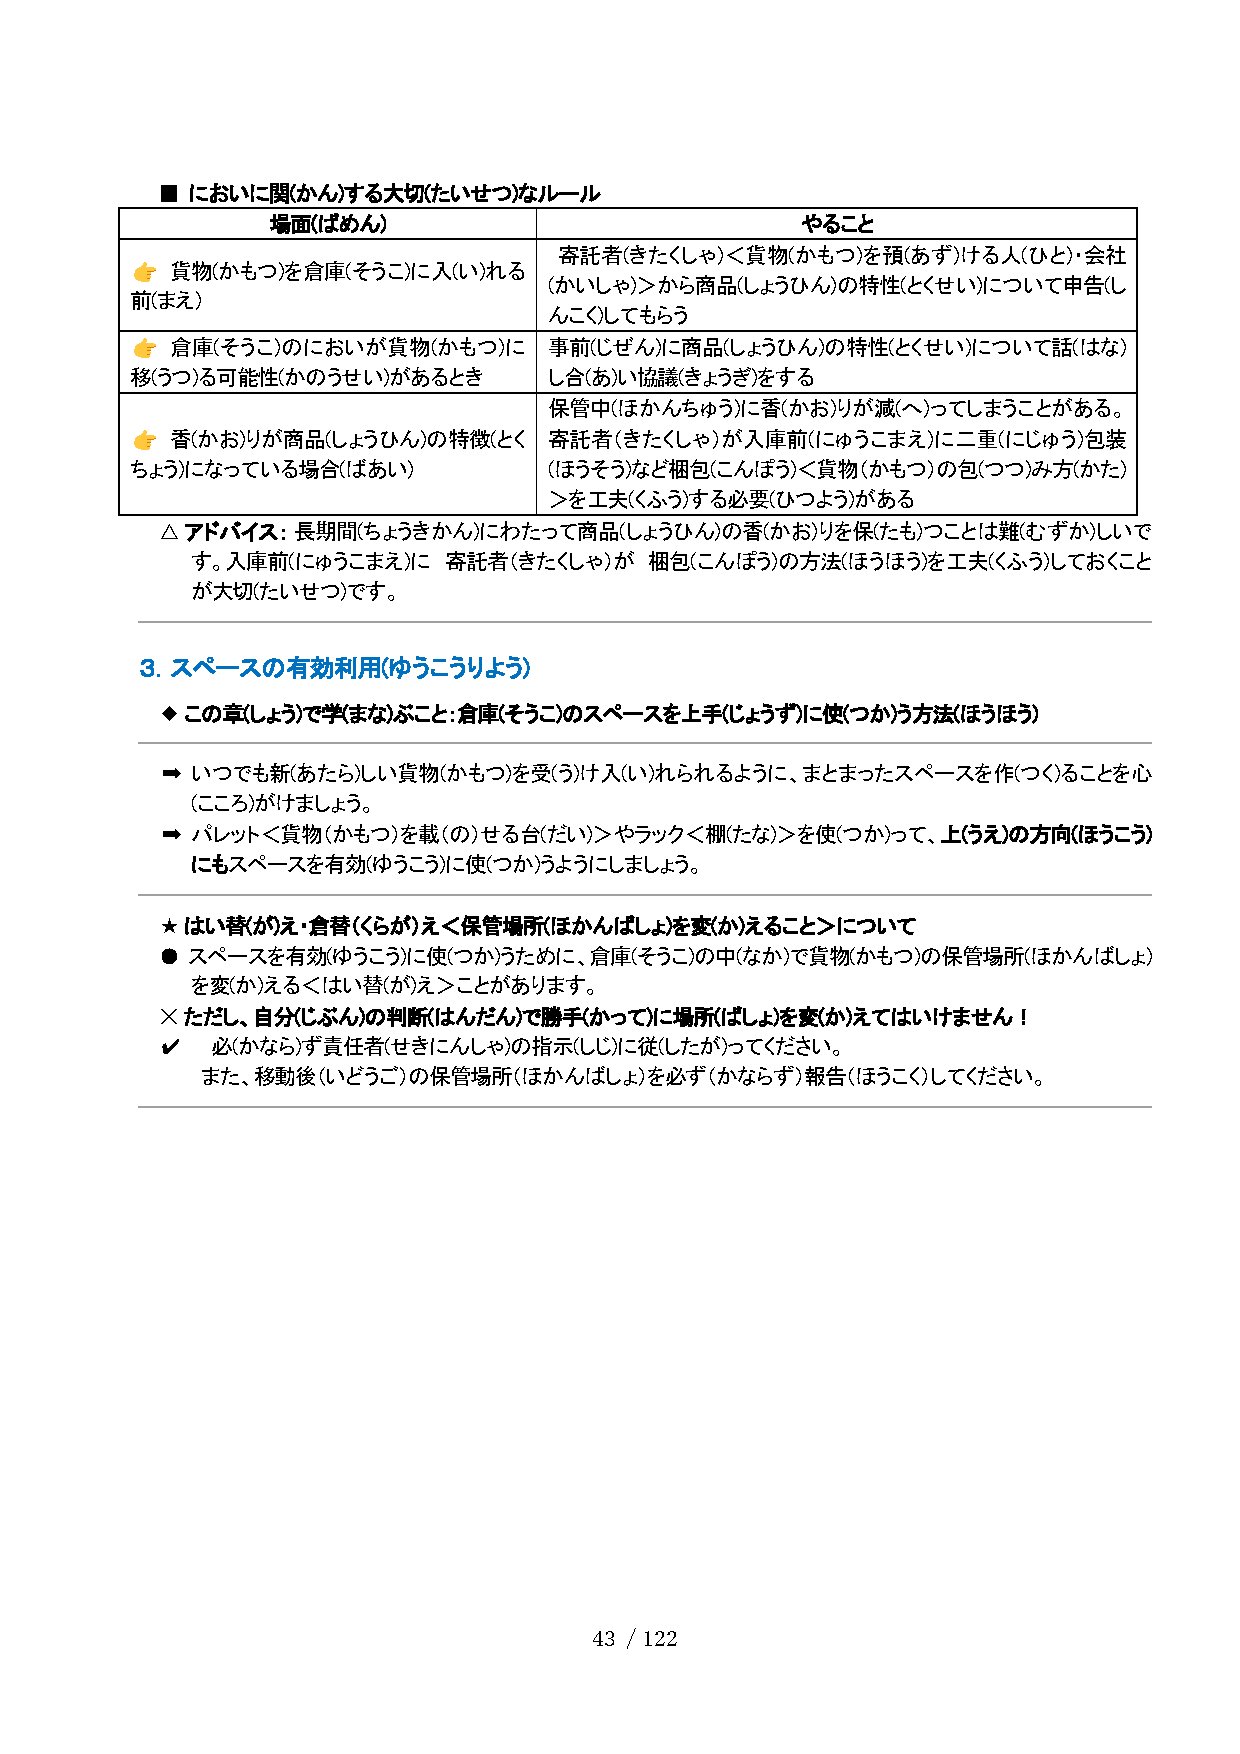 ■ においに関(かん)する大切(たいせつ)なルール
場面(ばめん)
やること
👉 貨物(かもつ)を倉庫(そうこ)に入(い)れる
前(まえ)
寄託者(きたくしゃ)＜貨物(かもつ)を預(あず)ける人(ひと)・会社
(かいしゃ)＞から商品(しょうひん)の特性(とくせい)について申告(し
んこく)してもらう
👉 倉庫(そうこ)のにおいが貨物(かもつ)に
移(うつ)る可能性(かのうせい)があるとき
事前(じぜん)に商品(しょうひん)の特性(とくせい)について話(はな)
し合(あ)い協議(きょうぎ)をする
👉 香(かお)りが商品(しょうひん)の特徴(とく
ちょう)になっている場合(ばあい)
保管中(ほかんちゅう)に香(かお)りが減(へ)ってしまうことがある。
寄託者（きたくしゃ）が入庫前(にゅうこまえ)に二重(にじゅう)包装
(ほうそう)など梱包(こんぽう)＜貨物（かもつ）の包(つつ)み方(かた)
＞を工夫(くふう)する必要(ひつよう)がある
△ アドバイス： 長期間(ちょうきかん)にわたって商品(しょうひん)の香(かお)りを保(たも)つことは難(むずか)しいで
す。入庫前(にゅうこまえ)に　寄託者（きたくしゃ）が　梱包(こんぽう)の方法(ほうほう)を工夫(くふう)しておくこと
が大切(たいせつ)です。
３．スペースの有効利用(ゆうこうりよう)
◆ この章(しょう)で学(まな)ぶこと：倉庫(そうこ)のスペースを上手(じょうず)に使(つか)う方法(ほうほう)
➡ いつでも新(あたら)しい貨物(かもつ)を受(う)け入(い)れられるように、まとまったスペースを作(つく)ることを心
(こころ)がけましょう。
➡ パレット＜貨物（かもつ）を載（の）せる台(だい)＞やラック＜棚(たな)＞を使(つか)って、上(うえ)の方向(ほうこう)
にもスペースを有効(ゆうこう)に使(つか)うようにしましょう。
★ はい替(が)え・倉替（くらが）え＜保管場所(ほかんばしょ)を変(か)えること＞について
● スペースを有効(ゆうこう)に使(つか)うために、倉庫(そうこ)の中(なか)で貨物(かもつ)の保管場所(ほかんばしょ)
を変(か)える＜はい替(が)え＞ことがあります。
× ただし、自分(じぶん)の判断(はんだん)で勝手(かって)に場所(ばしょ)を変(か)えてはいけません！
✔ 必(かなら)ず責任者(せきにんしゃ)の指示(しじ)に従(したが)ってください。
また、移動後（いどうご）の保管場所（ほかんばしょ）を必ず（かならず）報告（ほうこく）してください。
43 / 122